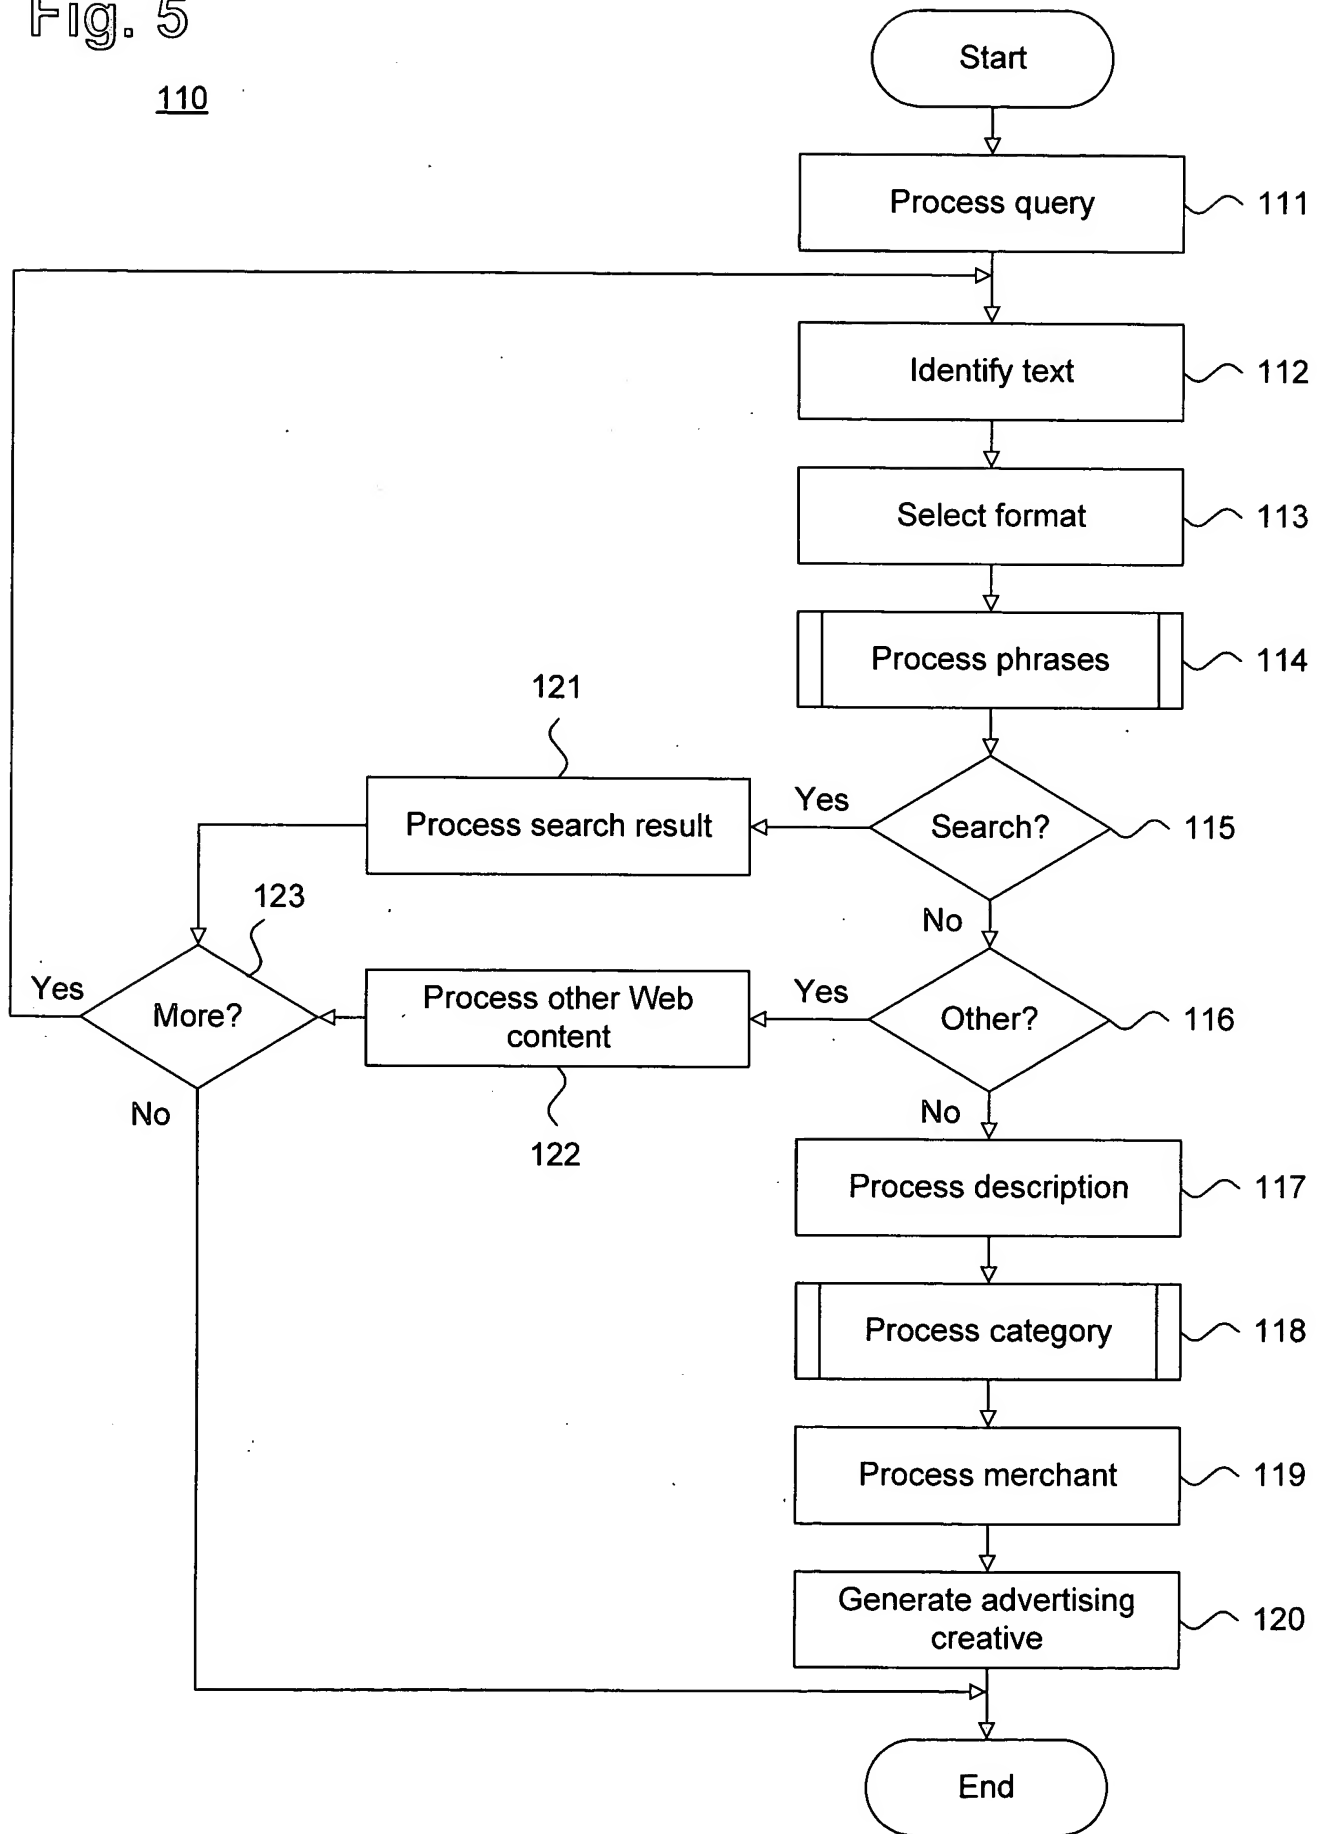 Fig. 5
110
Start
Process query
111
Identify text
112
Select format
113
Process phrases
114
121
Process search result
Yes
Search?
115
123
No
Yes
More?
Process other Web
content
Yes
Other?
116
No
122
No
Process description
117
Process category
118
Process merchant
119
Generate advertising
creative
120
End